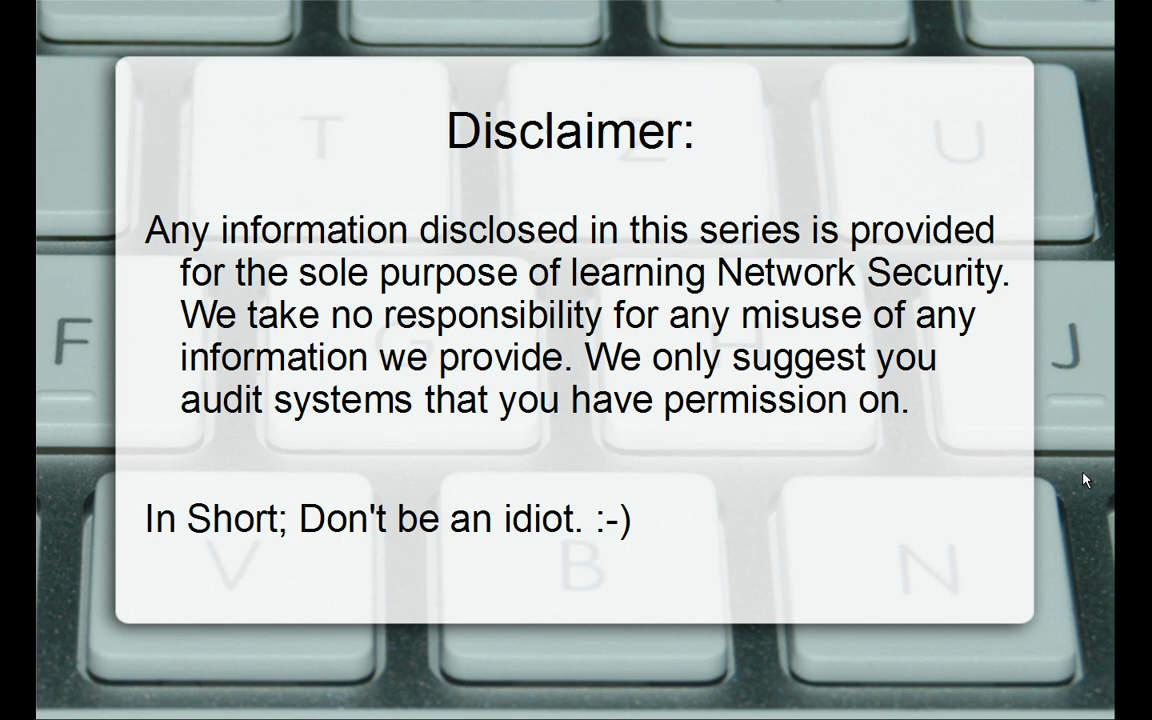 Disclaimer:
Any information disclosed in this series is provided
for the sole purpose of learning Network Security.
We take no responsibility for any misuse of any
information we provide. We only suggest you
audit systems that you have permission on.
In Short; Don't be an idiot. :-)
T Z U
F G H J
V B N